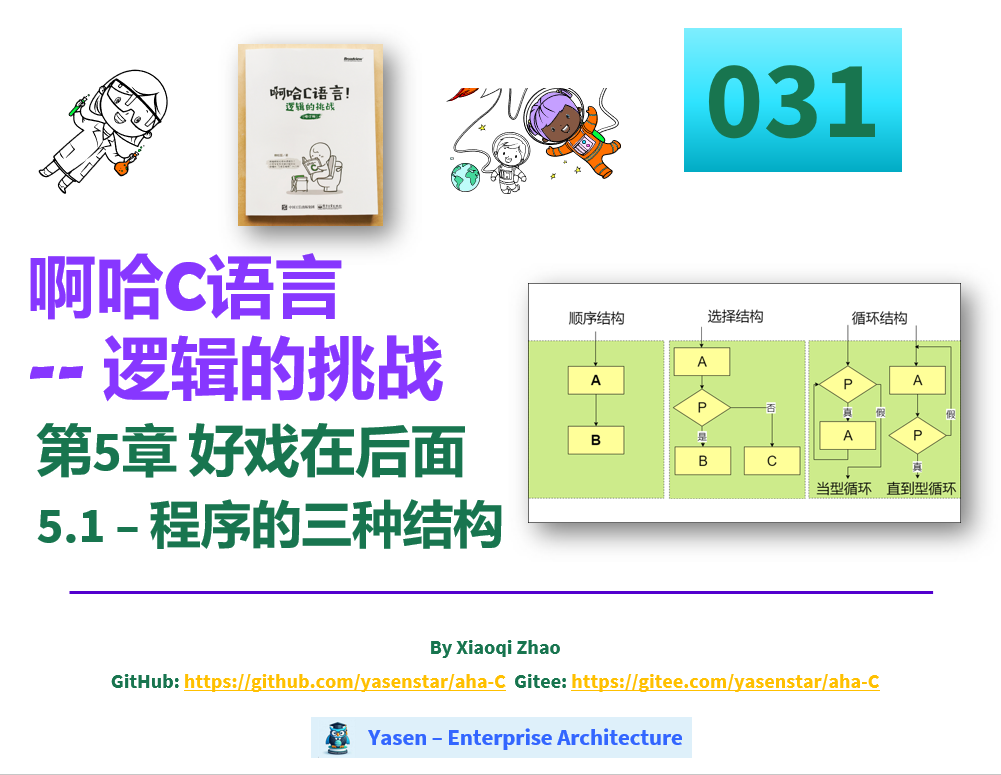 啊哈C语言!
逻辑的挑战
031
啊哈C语言
-- 逻辑的挑战
第5章 好戏在后面
5.1 – 程序的三种结构
顺序结构
选择结构
循环结构
A
B
A
P
否
是
B
C
P
真
假
A
当型循环
A
P
假
真
直到型循环
By Xiaoqi Zhao
GitHub: https://github.com/yasenstar/aha-C Gitee: https://gitee.com/yasenstar/aha-C
Yasen – Enterprise Architecture